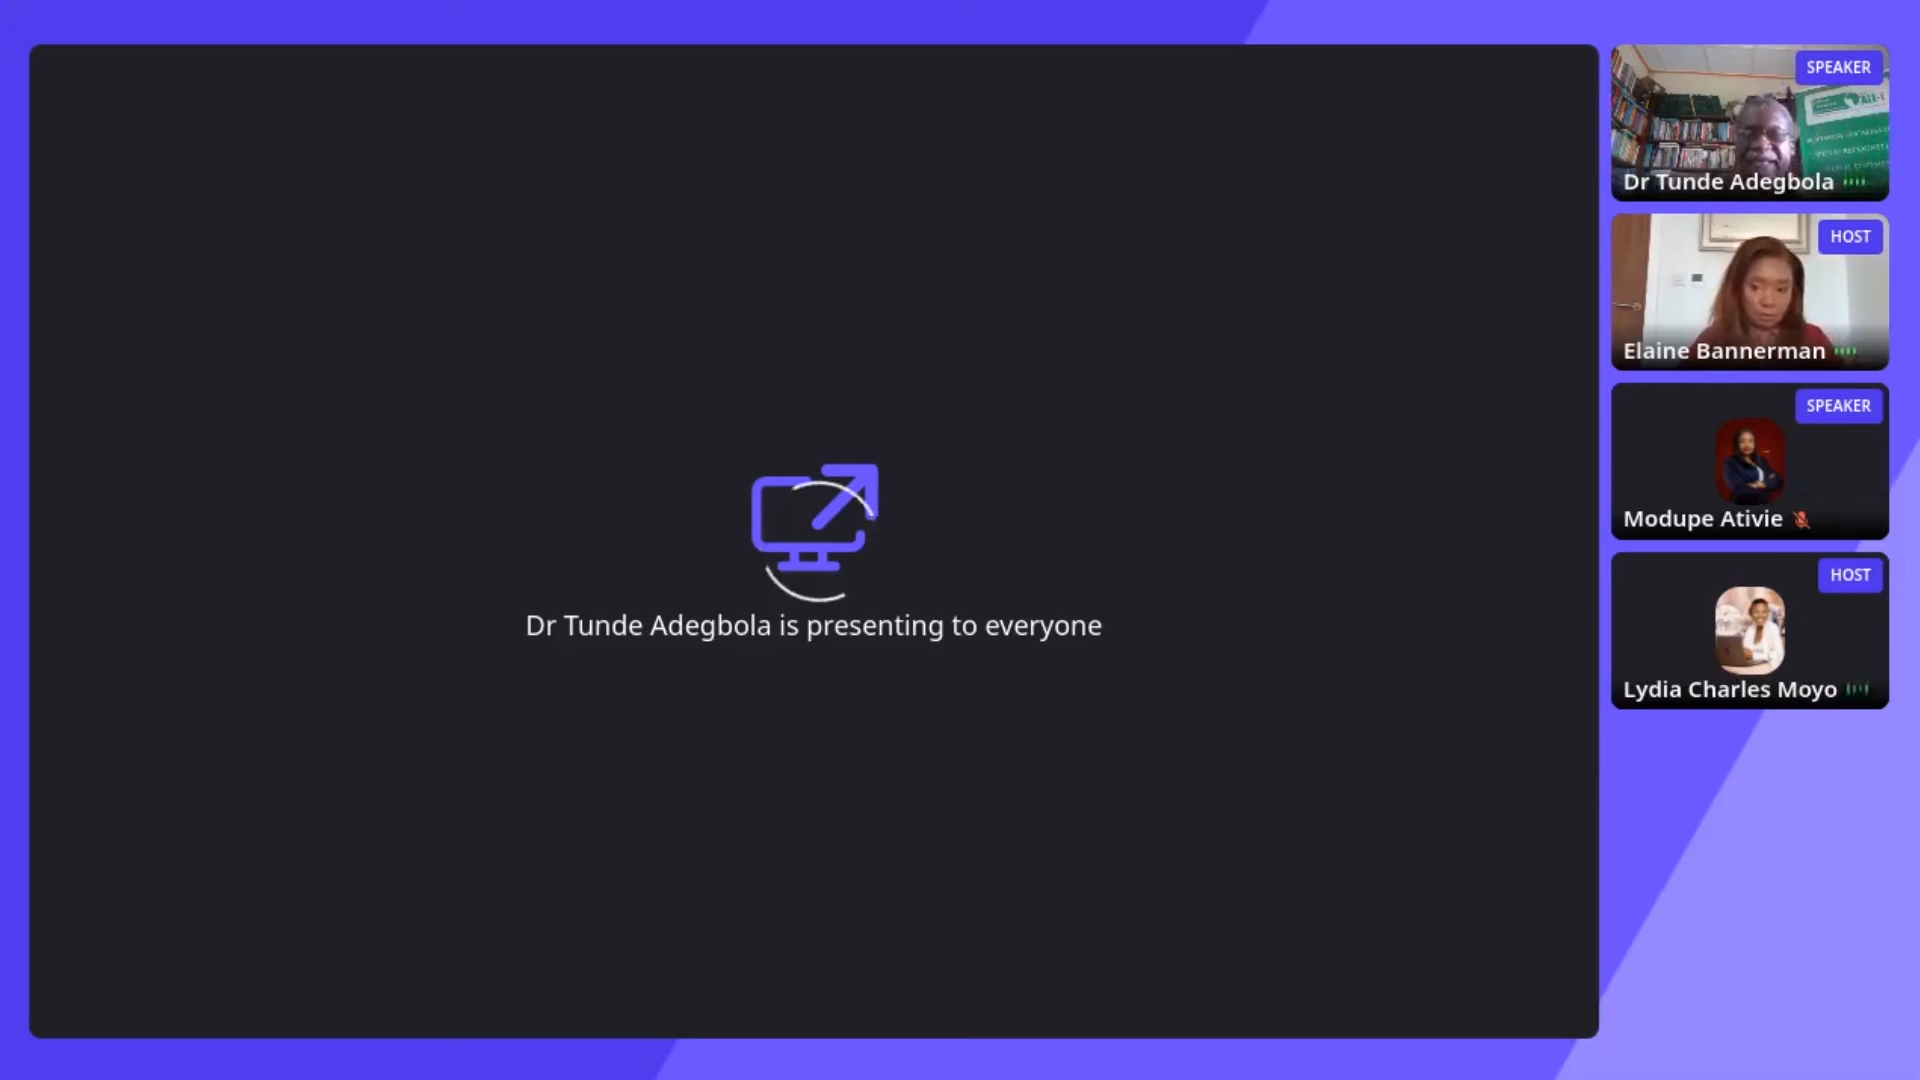 Dr Tunde Adegbola is presenting to everyone
SPEAKER
Dr Tunde Adegbola
HOST
Elaine Bannerman
SPEAKER
Modupe Ativie
HOST
Lydia Charles Moyo